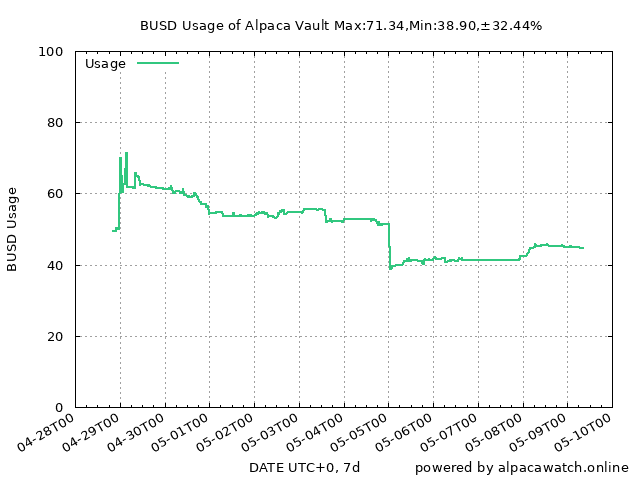 BUSD Usage of Alpaca Vault Max:71.34,Min:38.90,±32.44%
Usage
BUSD Usage
100
80
60
40
20
0
04-28T00
04-29T00
04-30T00
05-01T00
05-02T00
05-03T00
05-04T00
05-05T00
05-06T00
05-07T00
05-08T00
05-09T00
05-10T00
DATE UTC+0, 7d
powered by alpacawatch.online